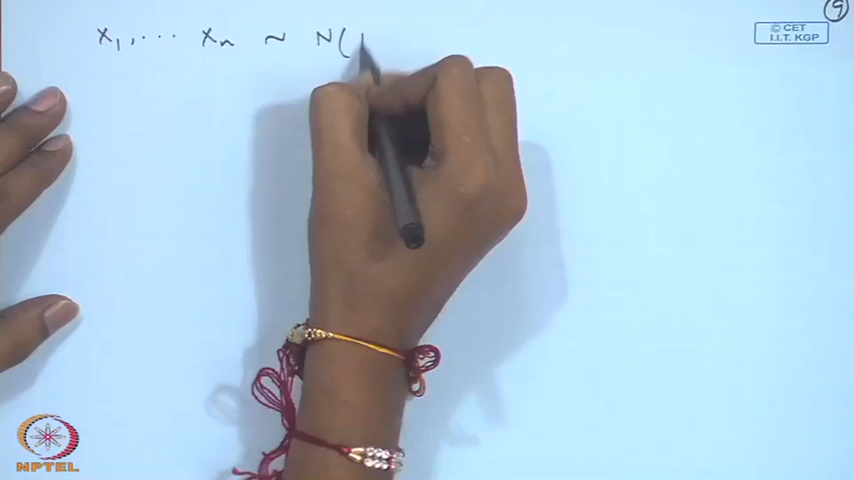 x₁, ... xₙ ~ N(
9
© CET
I.I.T. KGP
NPTEL